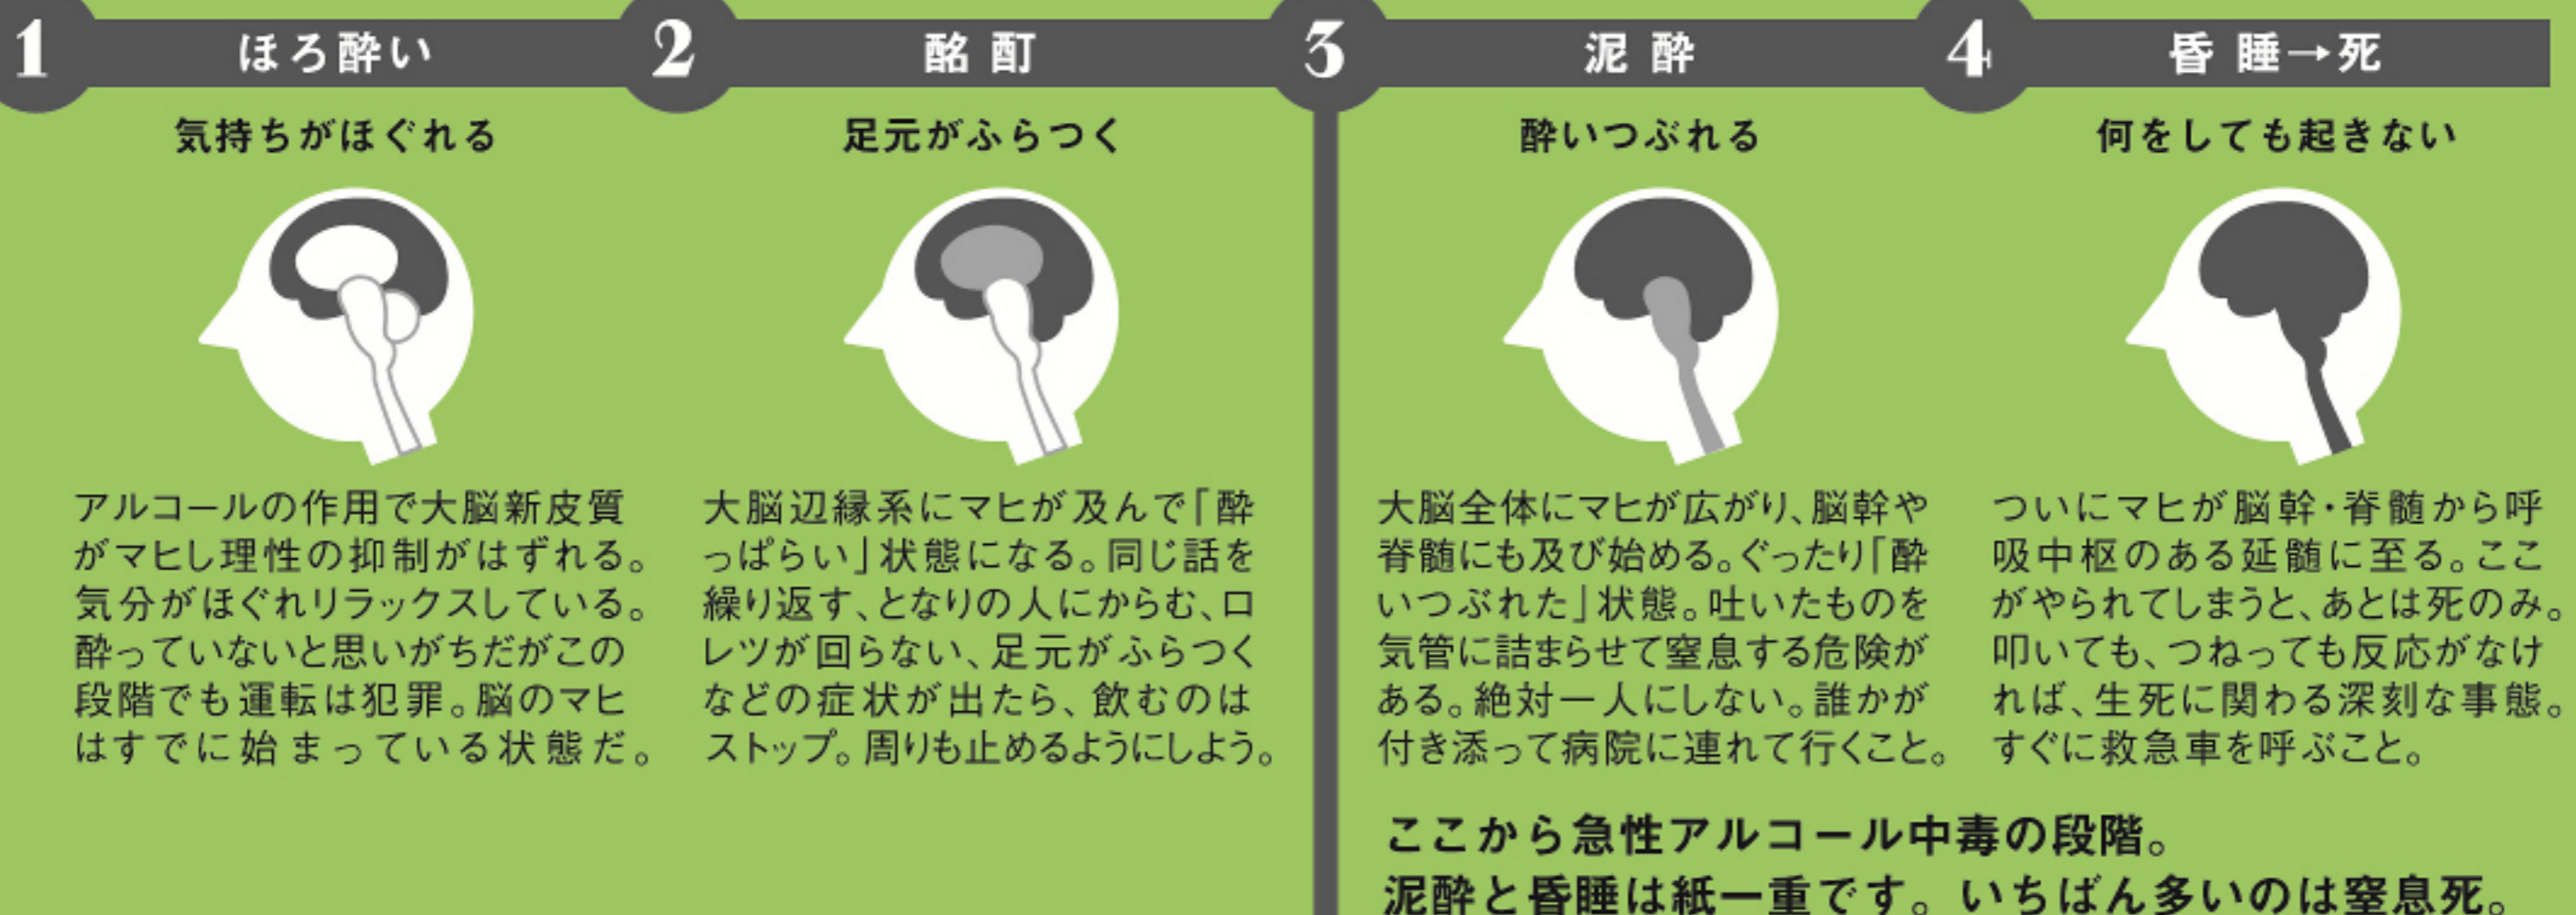 1 ほろ酔い
気持ちがほぐれる
アルコールの作用で大脳新皮質
がマヒし理性の抑制がはずれる。
気分がほぐれリラックスしている。
酔っていないと思いがちだがこの
段階でも運転は犯罪。脳のマヒ
はすでに始まっている状態だ。
2 酩酊
足元がふらつく
大脳辺縁系にマヒが及んで「酔
っぱらい」状態になる。同じ話を
繰り返す、となりの人にからむ、ロ
レツが回らない、足元がふらつく
などの症状が出たら、飲むのは
ストップ。周りも止めるようにしよう。
3 泥酔
酔いつぶれる
大脳全体にマヒが広がり、脳幹や
脊髄にも及び始める。ぐったり「酔
いつぶれた」状態。吐いたものを
気管に詰まらせて窒息する危険が
ある。絶対一人にしない。誰かが
付き添って病院に連れて行くこと。
4 昏睡→死
何をしても起きない
ついにマヒが脳幹・脊髄から呼
吸中枢のある延髄に至る。ここ
がやられてしまうと、あとは死のみ。
叩いても、つねっても反応がなけ
れば、生死に関わる深刻な事態。
すぐに救急車を呼ぶこと。
ここから急性アルコール中毒の段階。
泥酔と昏睡は紙一重です。いちばん多いのは窒息死。